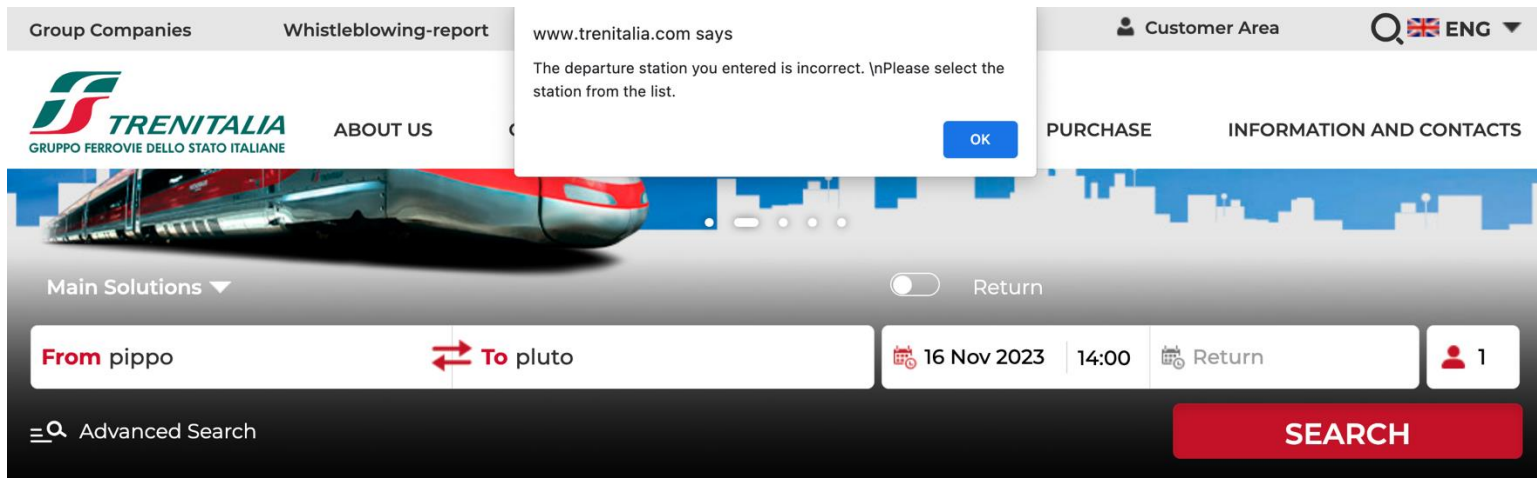 Group Companies
Whistleblowing-report
www.trenitalia.com says
The departure station you entered is incorrect. \nPlease select the
station from the list.
OK
Customer Area
ENG
TRENITALIA
GRUPPO FERROVIE DELLO STATO ITALIANE
ABOUT US
PURCHASE
INFORMATION AND CONTACTS
Main Solutions
Return
From pippo
To pluto
16 Nov 2023 14:00
Return
1
Advanced Search
SEARCH